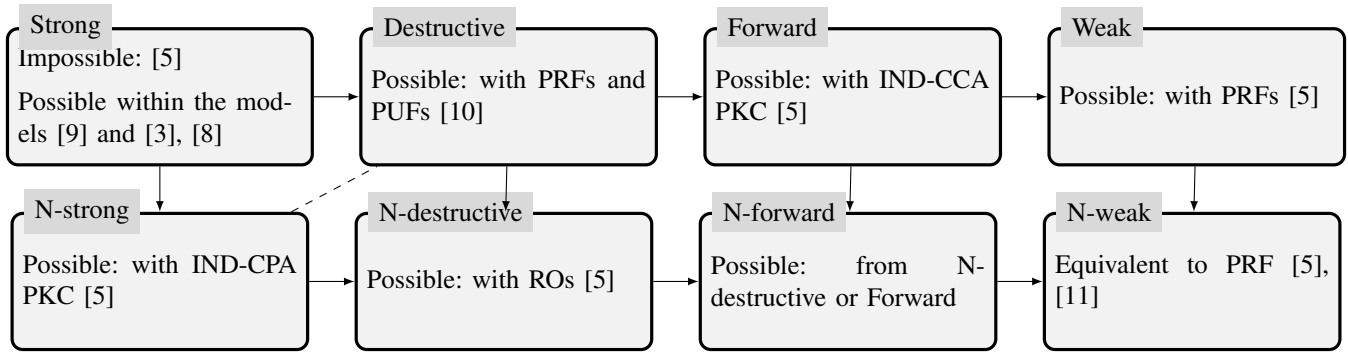 Strong
Impossible: [5]
Possible within the mod-
els [9] and [3], [8]
Destructive
Possible: with PRFs and
PUFs [10]
Forward
Possible: with IND-CCA
PKC [5]
Weak
Possible: with PRFs [5]
N-strong
Possible: with IND-CPA
PKC [5]
N-destructive
Possible: with ROs [5]
N-forward
Possible: from N-
destructive or Forward
N-weak
Equivalent to PRF [5],
[11]